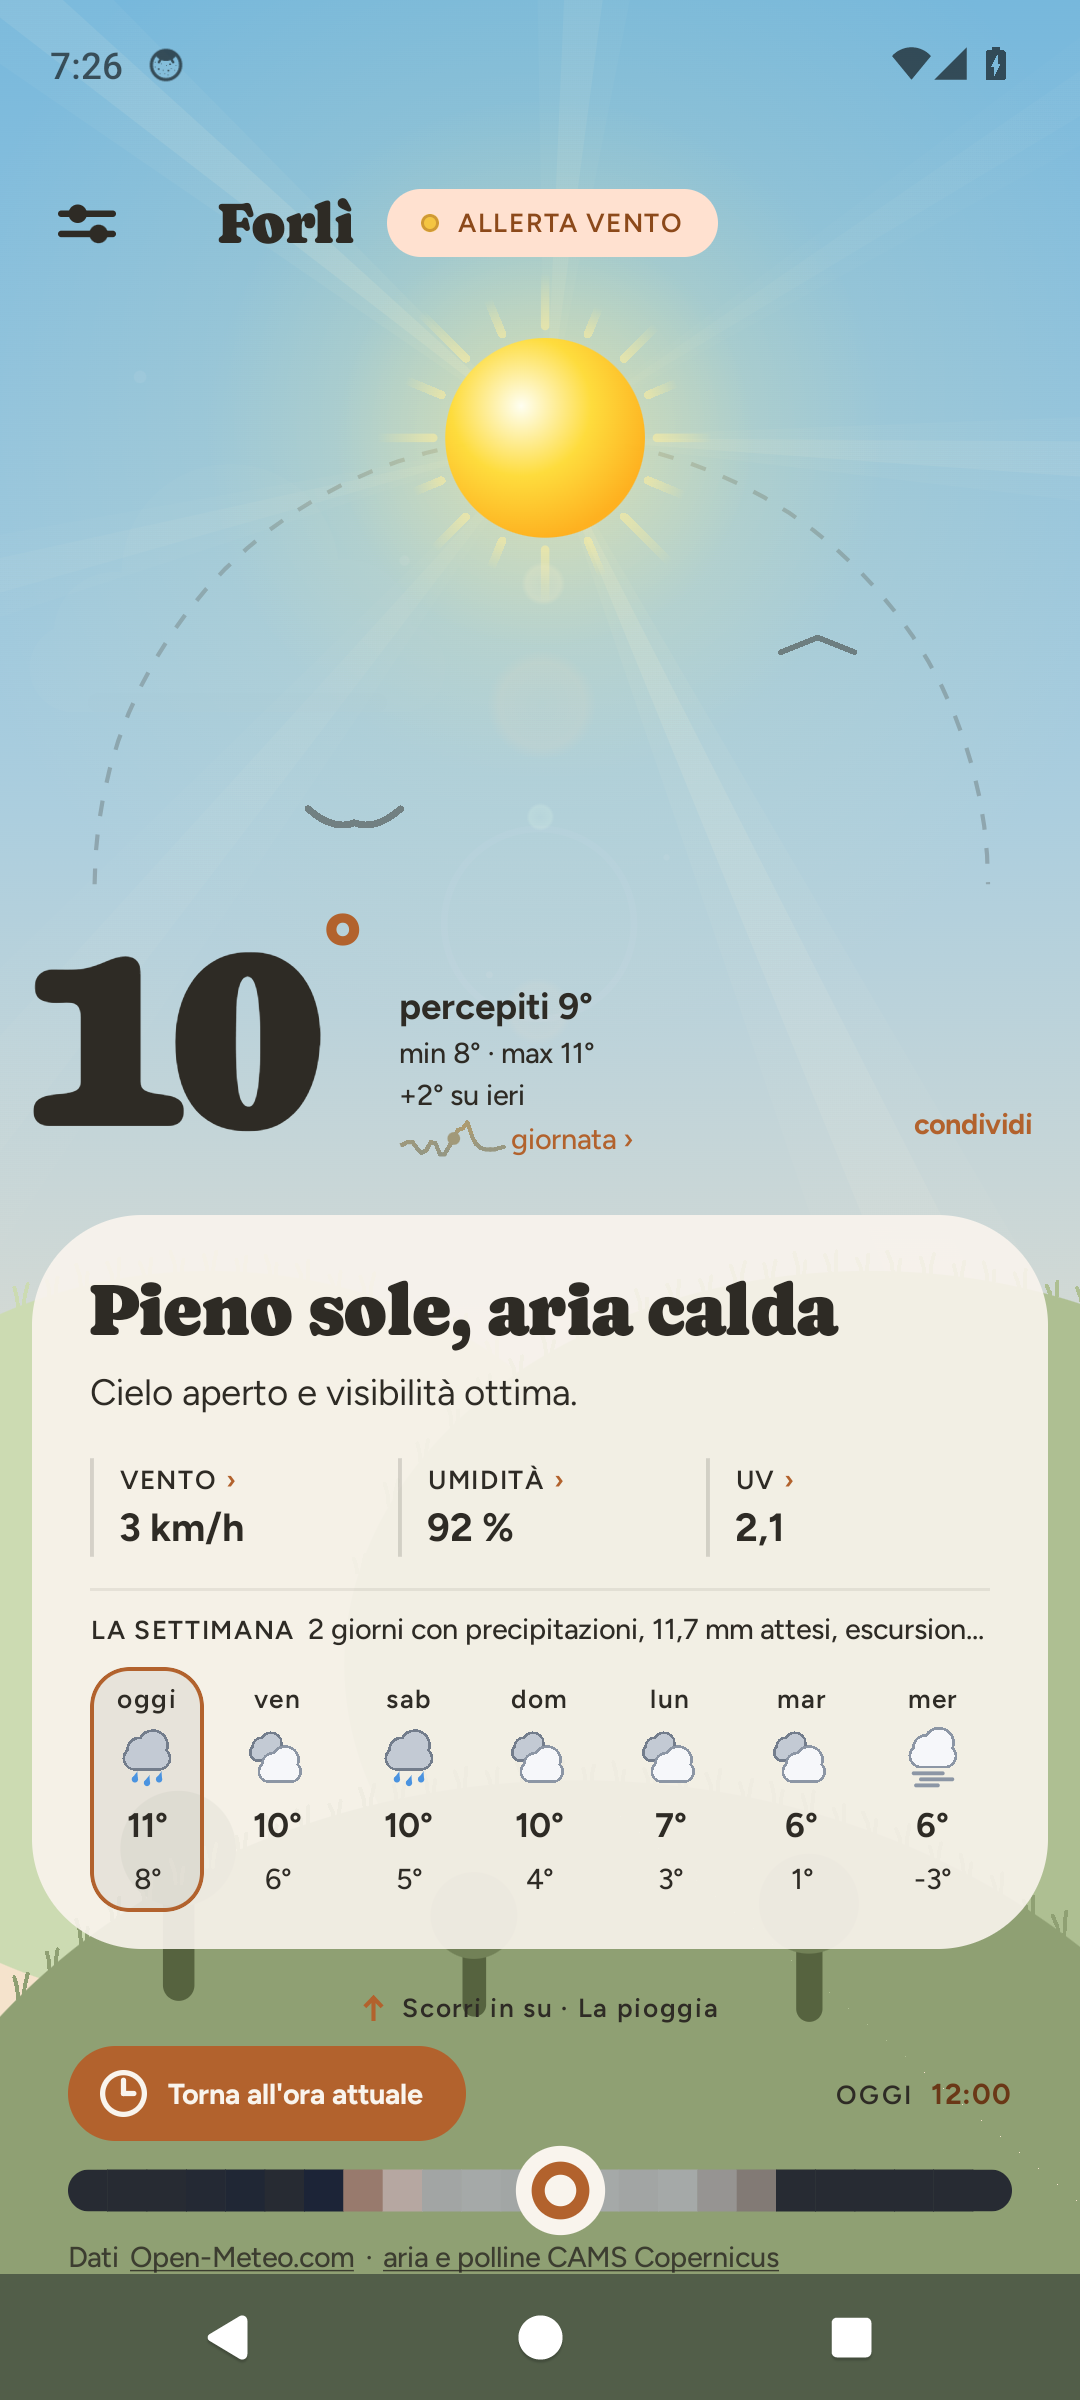 7:26
Forlì
ALLERTA VENTO
10°
percepiti 9°
min 8° · max 11°
+2° su ieri
giornata ›
condividi
Pieno sole, aria calda
Cielo aperto e visibilità ottima.
VENTO › UMIDITÀ › UV ›
3 km/h 92 % 2,1
LA SETTIMANA 2 giorni con precipitazioni, 11,7 mm attesi, escursion...
oggi ven sab dom lun mar mer
11° 10° 10° 10° 7° 6° 6°
8° 6° 5° 4° 3° 1° -3°
↑ Scorri in su · La pioggia
Torna all'ora attuale
OGGI 12:00
Dati Open-Meteo.com · aria e polline CAMS Copernicus